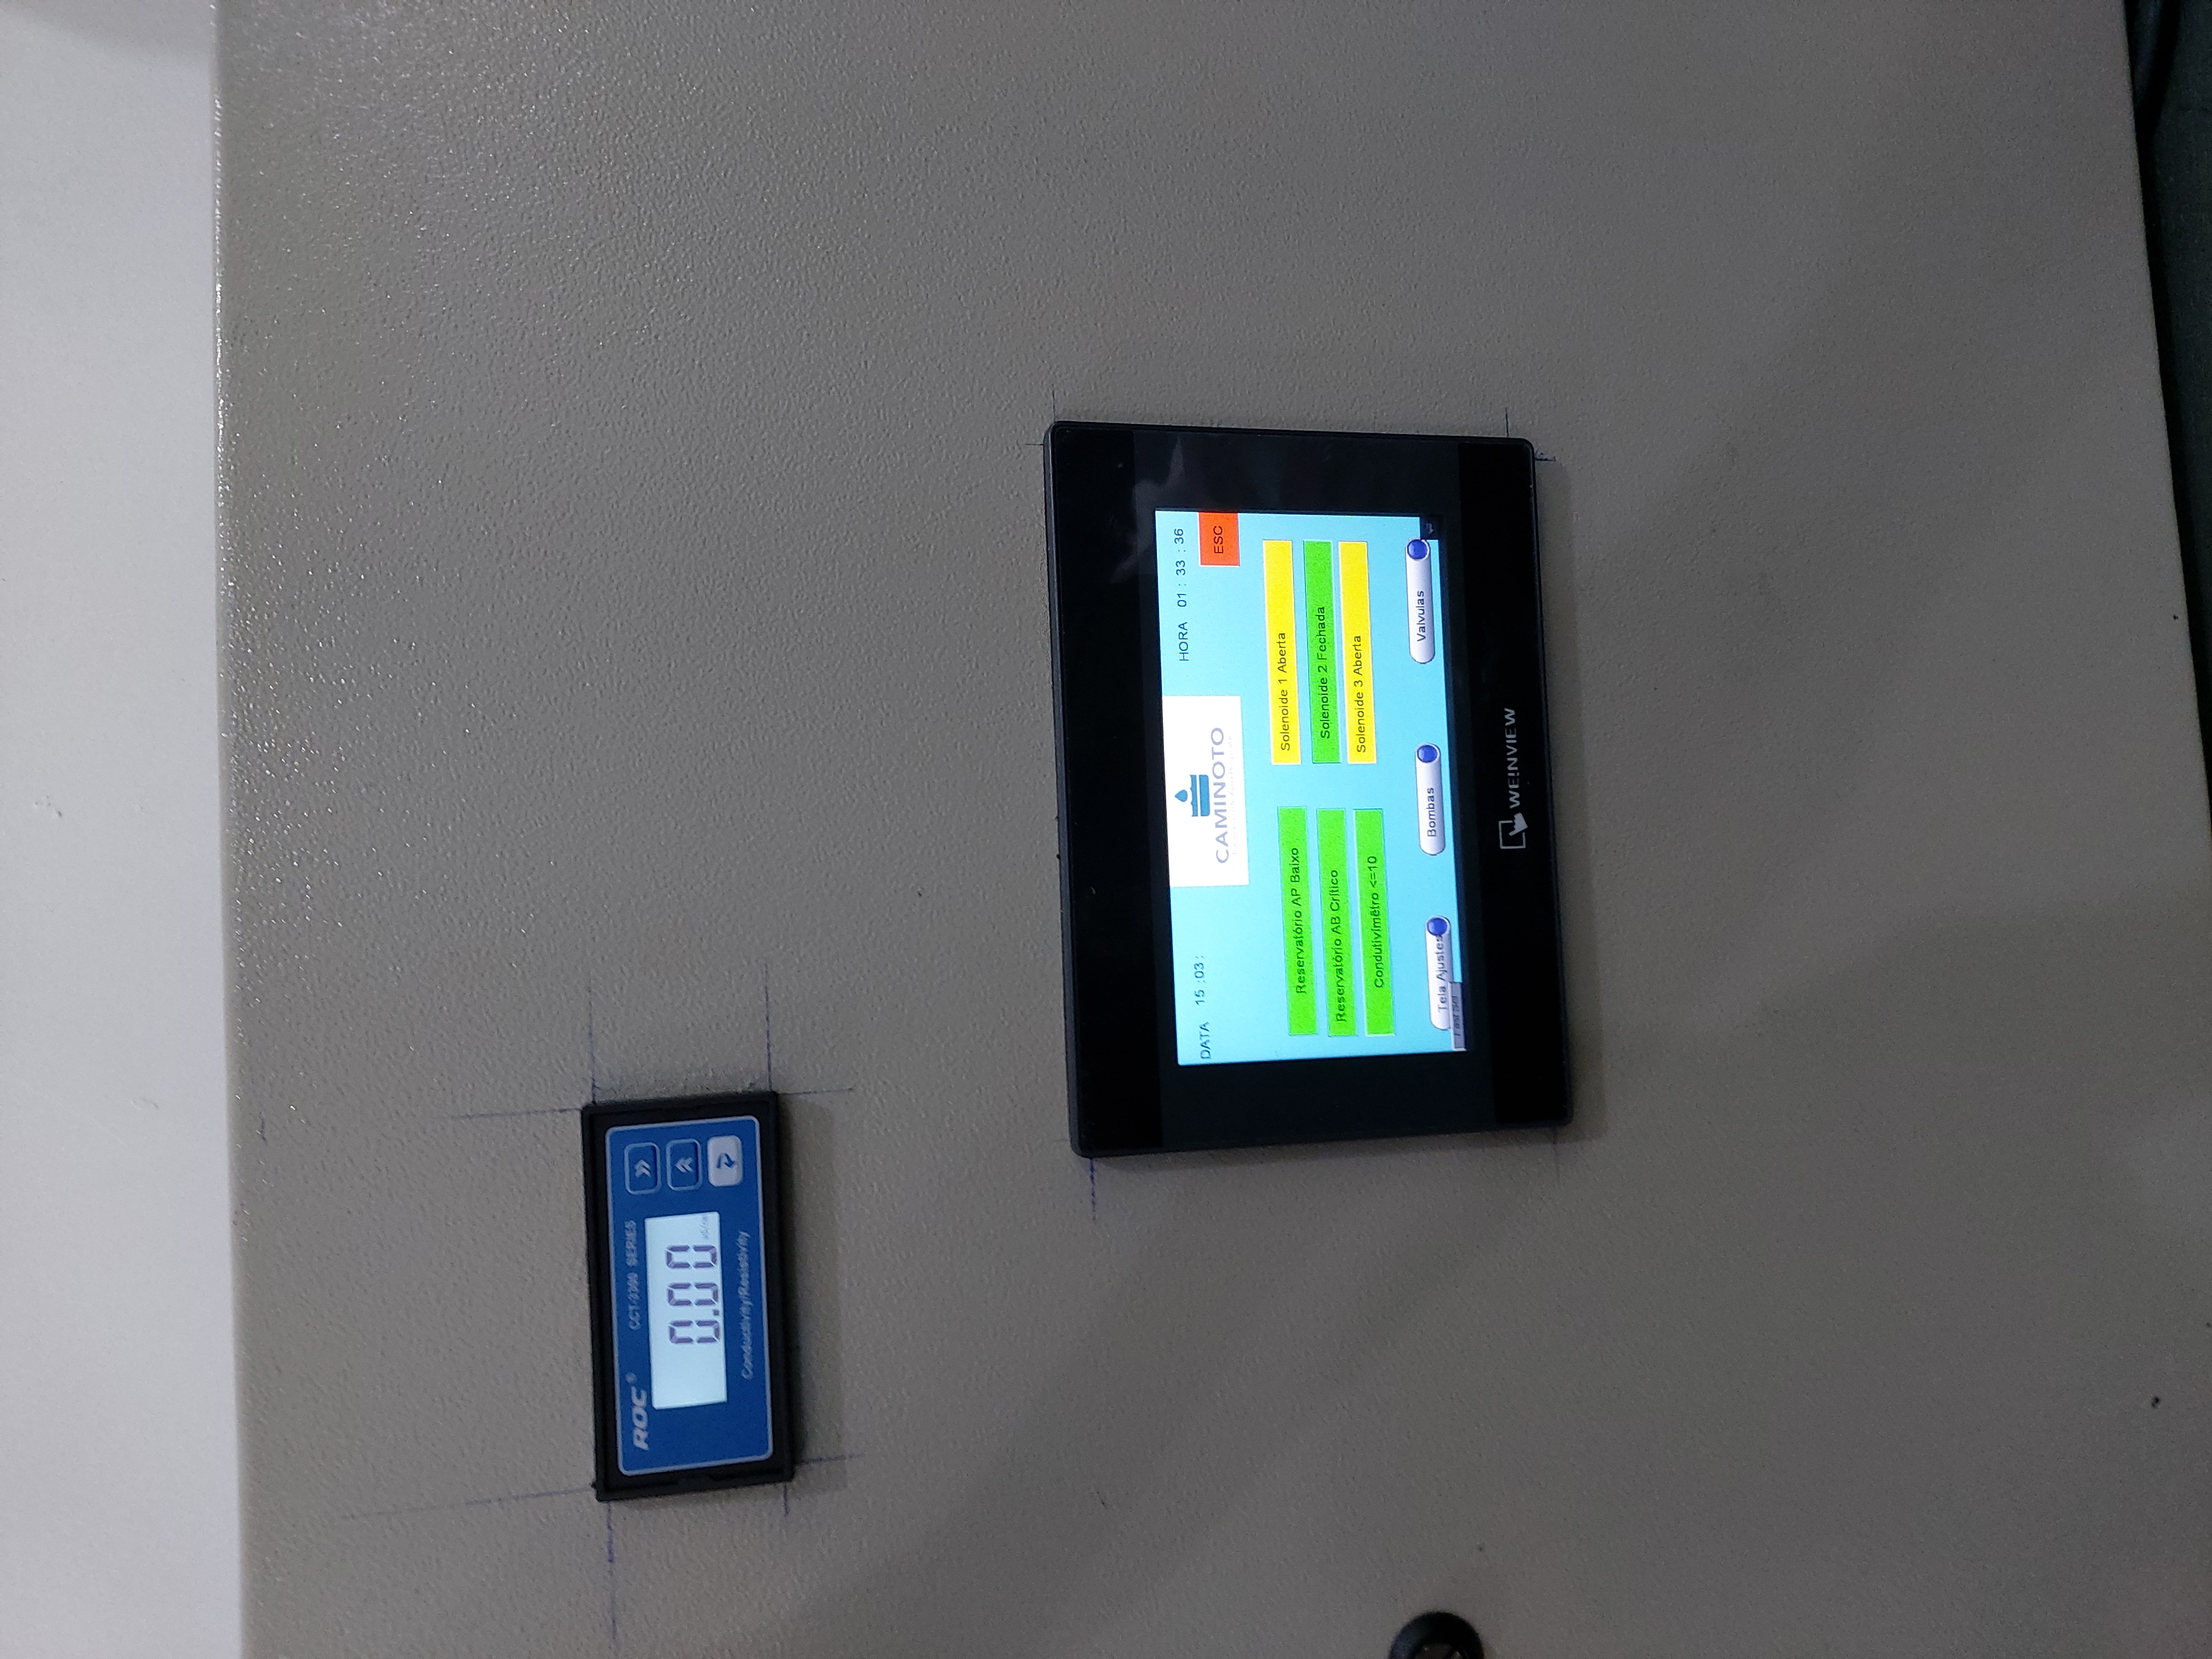 ROC®
CCT-3300 SERIES
0.00
Conductivity/Resistivity
DATA 15 :03:
CAMINOTO
HORA 01 : 33 : 36
ESC
Reservatório AP Baixo
Reservatório AB Crítico
Condutivímêtro <=10
Solenoide 1 Aberta
Solenoide 2 Fechada
Solenoide 3 Aberta
Tela Ajustes
Bombas
Valvulas
WEINVIEW